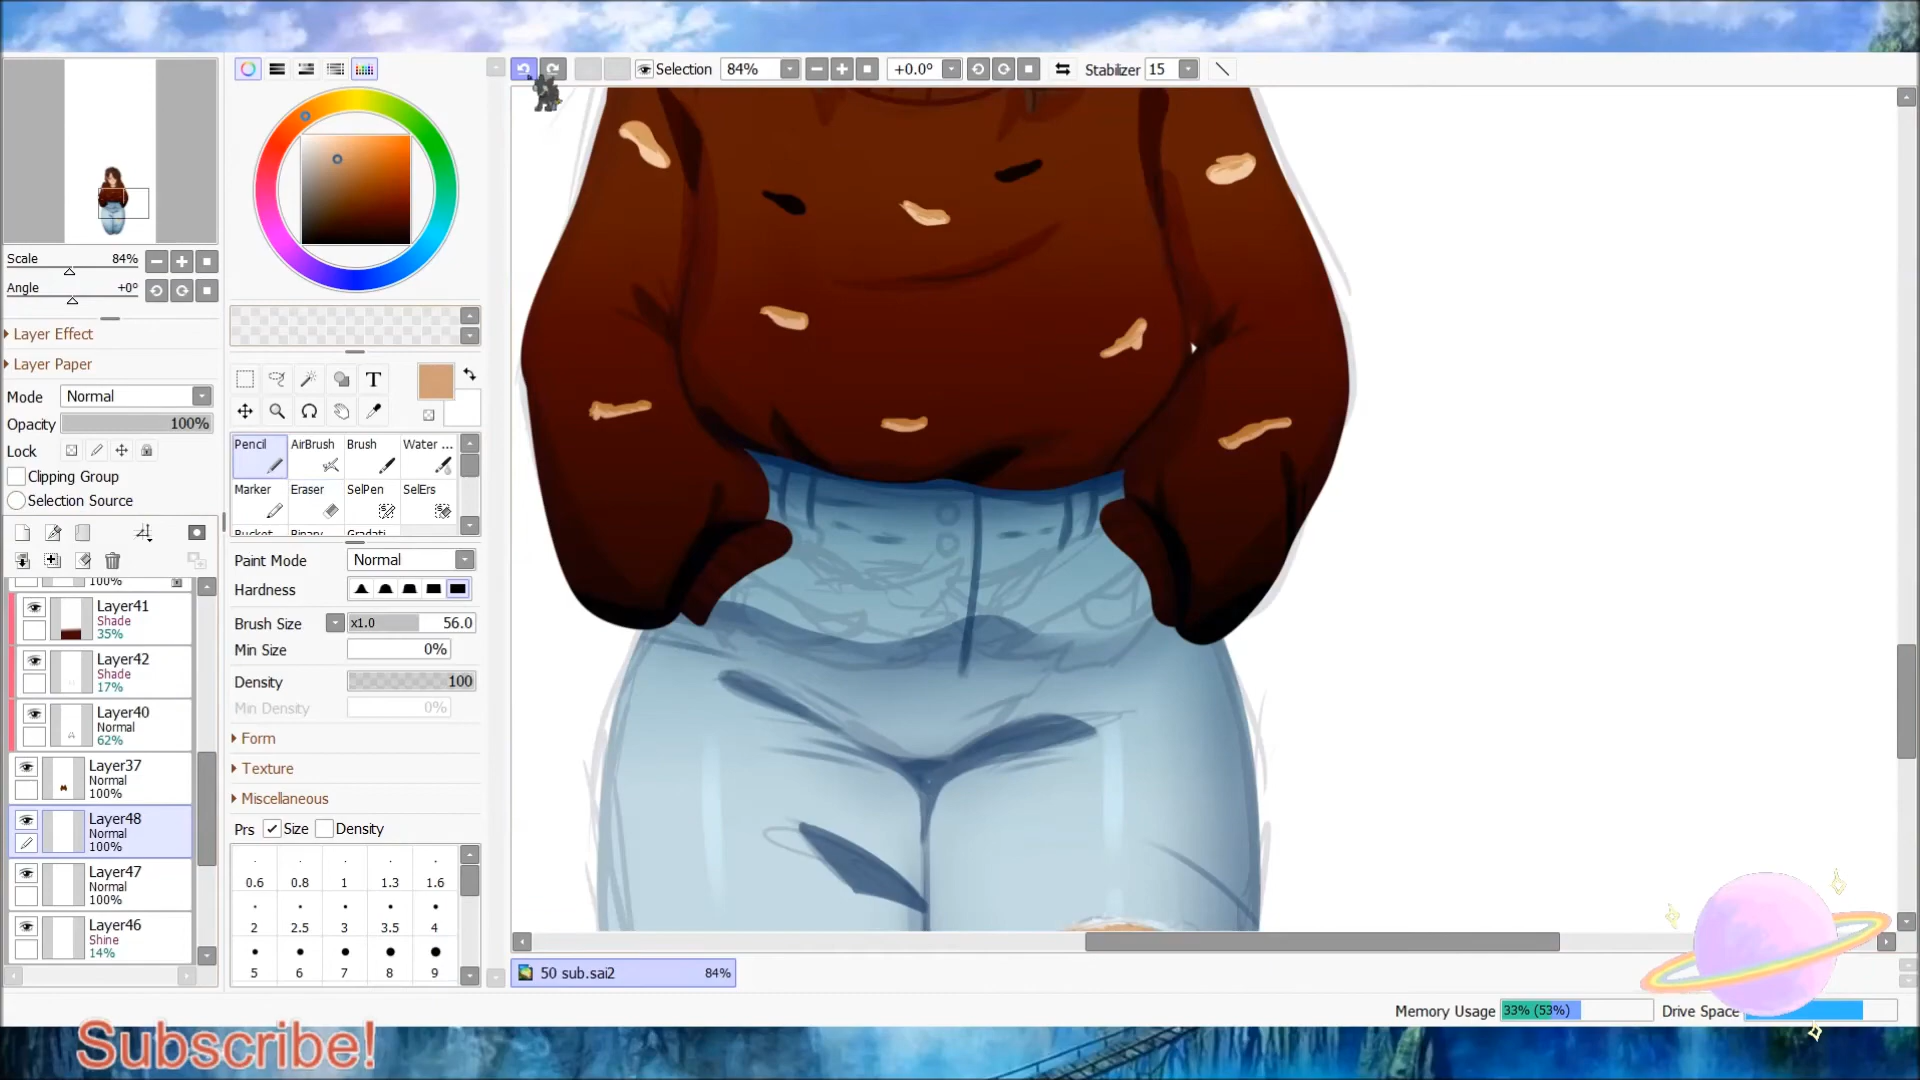 Selection 84% +0.0° Stabilizer 15
Scale 84%
Angle +0°
Layer Effect
Layer Paper
Mode Normal
Opacity 100%
Lock
Clipping Group
Selection Source
100%
Layer41
Shade
35%
Layer42
Shade
17%
Layer40
Normal
62%
Layer37
Normal
100%
Layer48
Normal
100%
Layer47
Normal
100%
Layer46
Shine
14%
T
Pencil AirBrush Brush Water ...
Marker Eraser SelPen SelErs
Bucket Binary Gradati
Paint Mode Normal
Hardness
Brush Size x1.0 56.0
Min Size 0%
Density 100
Min Density 0%
Form
Texture
Miscellaneous
Prs Size Density
0.6 0.8 1 1.3 1.6
2 2.5 3 3.5 4
5 6 7 8 9
50 sub.sai2 84%
Memory Usage 33% (53%) Drive Space
Subscribe!